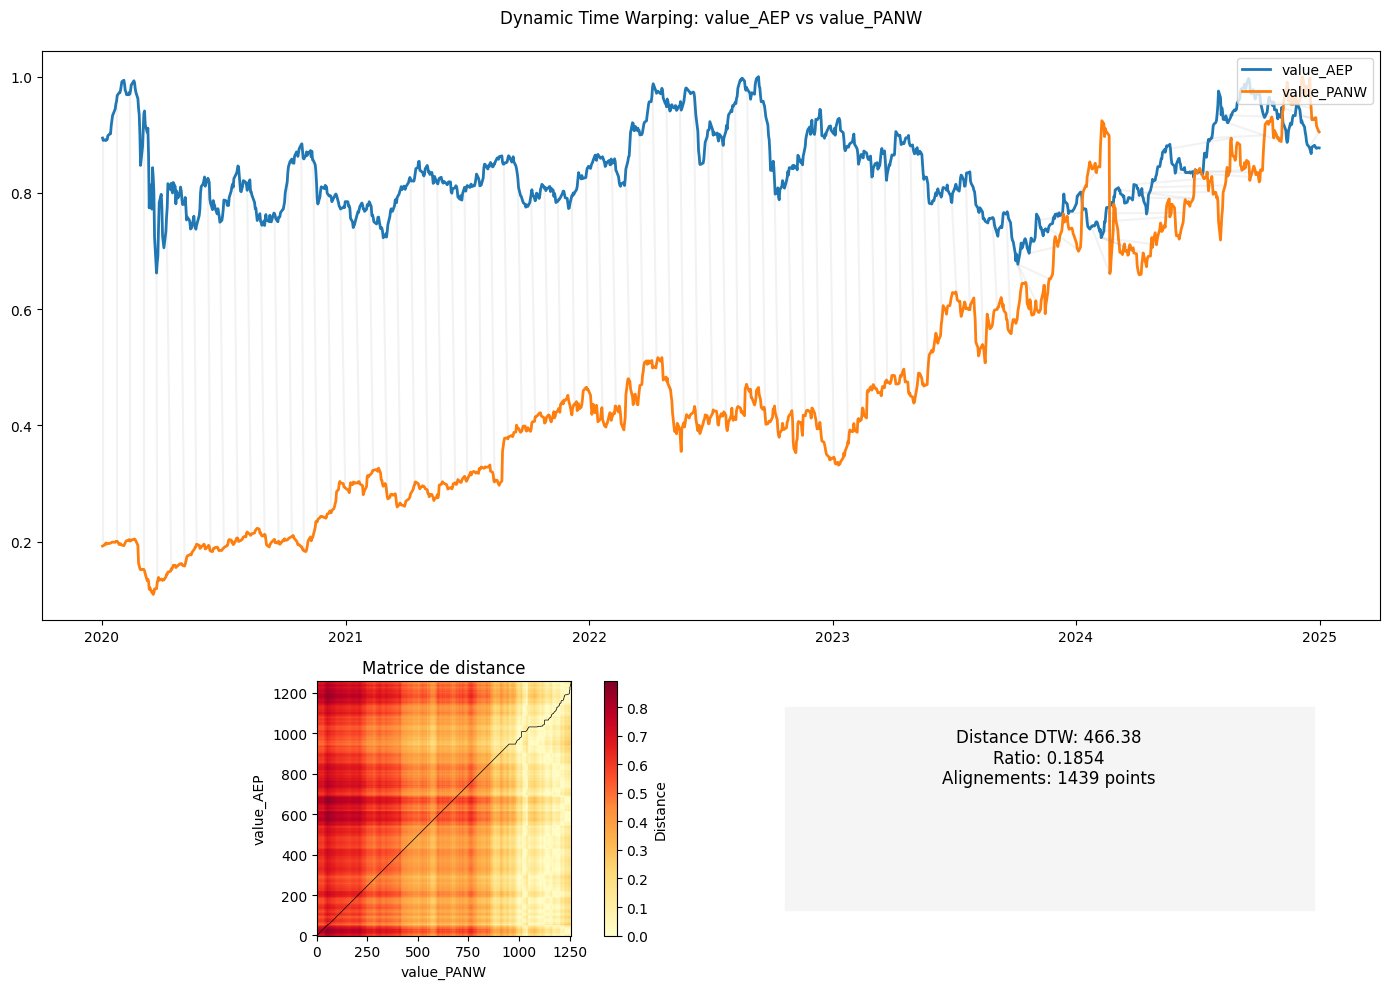 Dynamic Time Warping: value_AEP vs value_PANW
1.0
0.8
0.6
0.4
0.2
value_AEP
value_PANW
2020 2021 2022 2023 2024 2025
Matrice de distance
1200
1000
800
600
400
200
0
value_AEP
0 250 500 750 1000 1250
value_PANW
0.8
0.7
0.6
0.5
0.4
0.3
0.2
0.1
0.0
Distance
Distance DTW: 466.38
Ratio: 0.1854
Alignements: 1439 points